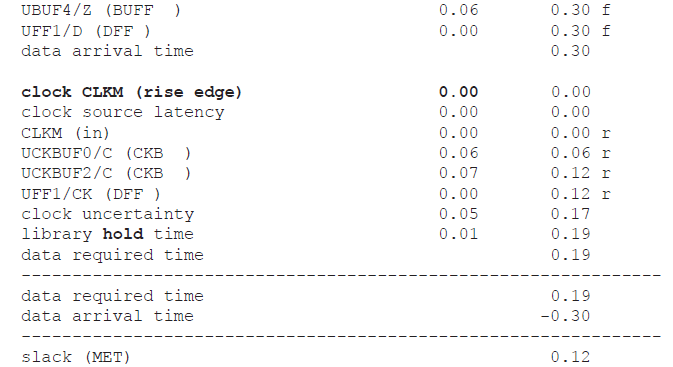 UBUF4/Z (BUFF  )                         0.06       0.30 f
UFF1/D (DFF )                            0.00       0.30 f
data arrival time                                   0.30
clock CLKM (rise edge)                   0.00       0.00
clock source latency                     0.00       0.00
CLKM (in)                                0.00       0.00 r
UCKBUF0/C (CKB  )                        0.06       0.06 r
UCKBUF2/C (CKB  )                        0.07       0.12 r
UFF1/CK (DFF )                           0.00       0.12 r
clock uncertainty                        0.05       0.17
library hold time                        0.01       0.19
data required time                                  0.19
---------------------------------------------------------------
data required time                                  0.19
data arrival time                                  -0.30
---------------------------------------------------------------
slack (MET)                                         0.12